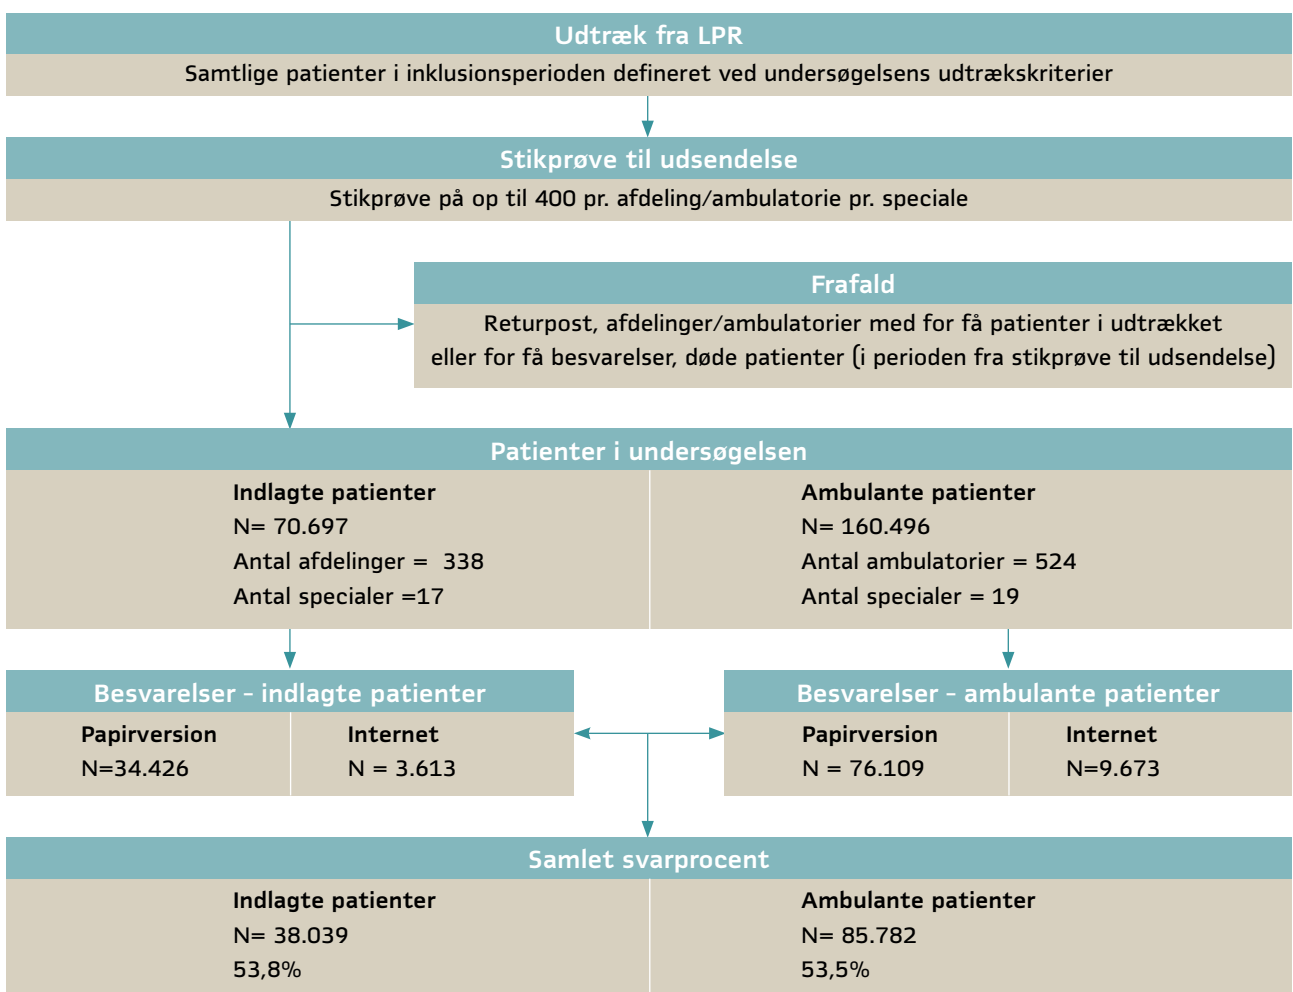 Udtræk fra LPR
Samtlige patienter i inklusionsperioden defineret ved undersøgelsens udtrækskriterier
Stikprøve til udsendelse
Stikprøve på op til 400 pr. afdeling/ambulatorie pr. speciale
Frafald
Returpost, afdelinger/ambulatorier med for få patienter i udtrækket
eller for få besvarelser, døde patienter (i perioden fra stikprøve til udsendelse)
Patienter i undersøgelsen
Indlagte patienter
N= 70.697
Antal afdelinger = 338
Antal specialer =17
Ambulante patienter
N= 160.496
Antal ambulatorier = 524
Antal specialer = 19
Besvarelser - indlagte patienter
Papirversion
N=34.426
Internet
N = 3.613
Besvarelser - ambulante patienter
Papirversion
N = 76.109
Internet
N=9.673
Samlet svarprocent
Indlagte patienter
N= 38.039
53,8%
Ambulante patienter
N= 85.782
53,5%